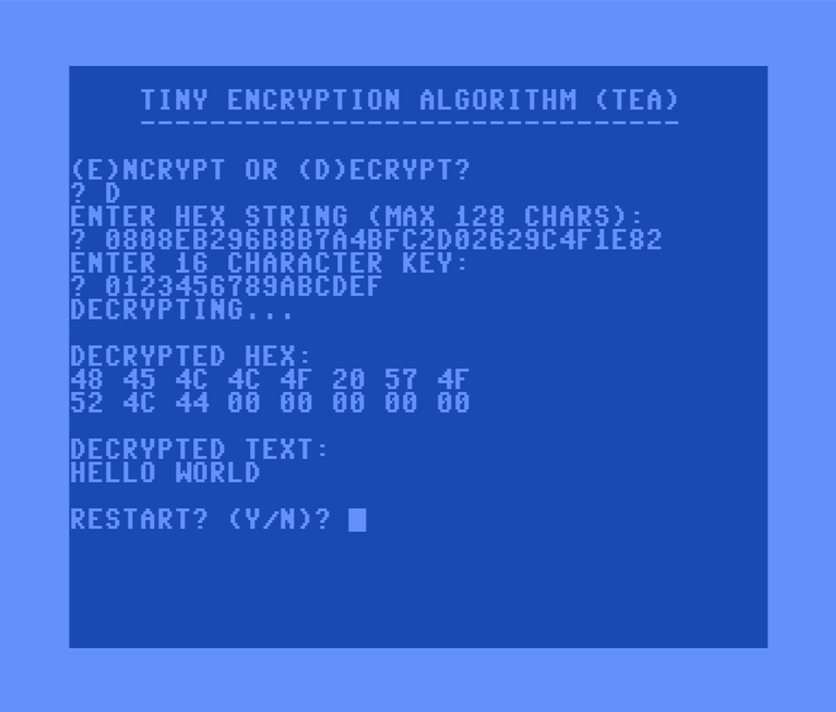 TINY ENCRYPTION ALGORITHM (TEA)
-------------------------------
(E)NCRYPT OR (D)ECRYPT?
? D
ENTER HEX STRING (MAX 128 CHARS):
? 0808EB296B8B7A4BFC2D02629C4F1E82
ENTER 16 CHARACTER KEY:
? 0123456789ABCDEF
DECRYPTING...
DECRYPTED HEX:
48 45 4C 4C 4F 20 57 4F
52 4C 44 00 00 00 00 00
DECRYPTED TEXT:
HELLO WORLD
RESTART? (Y/N)?